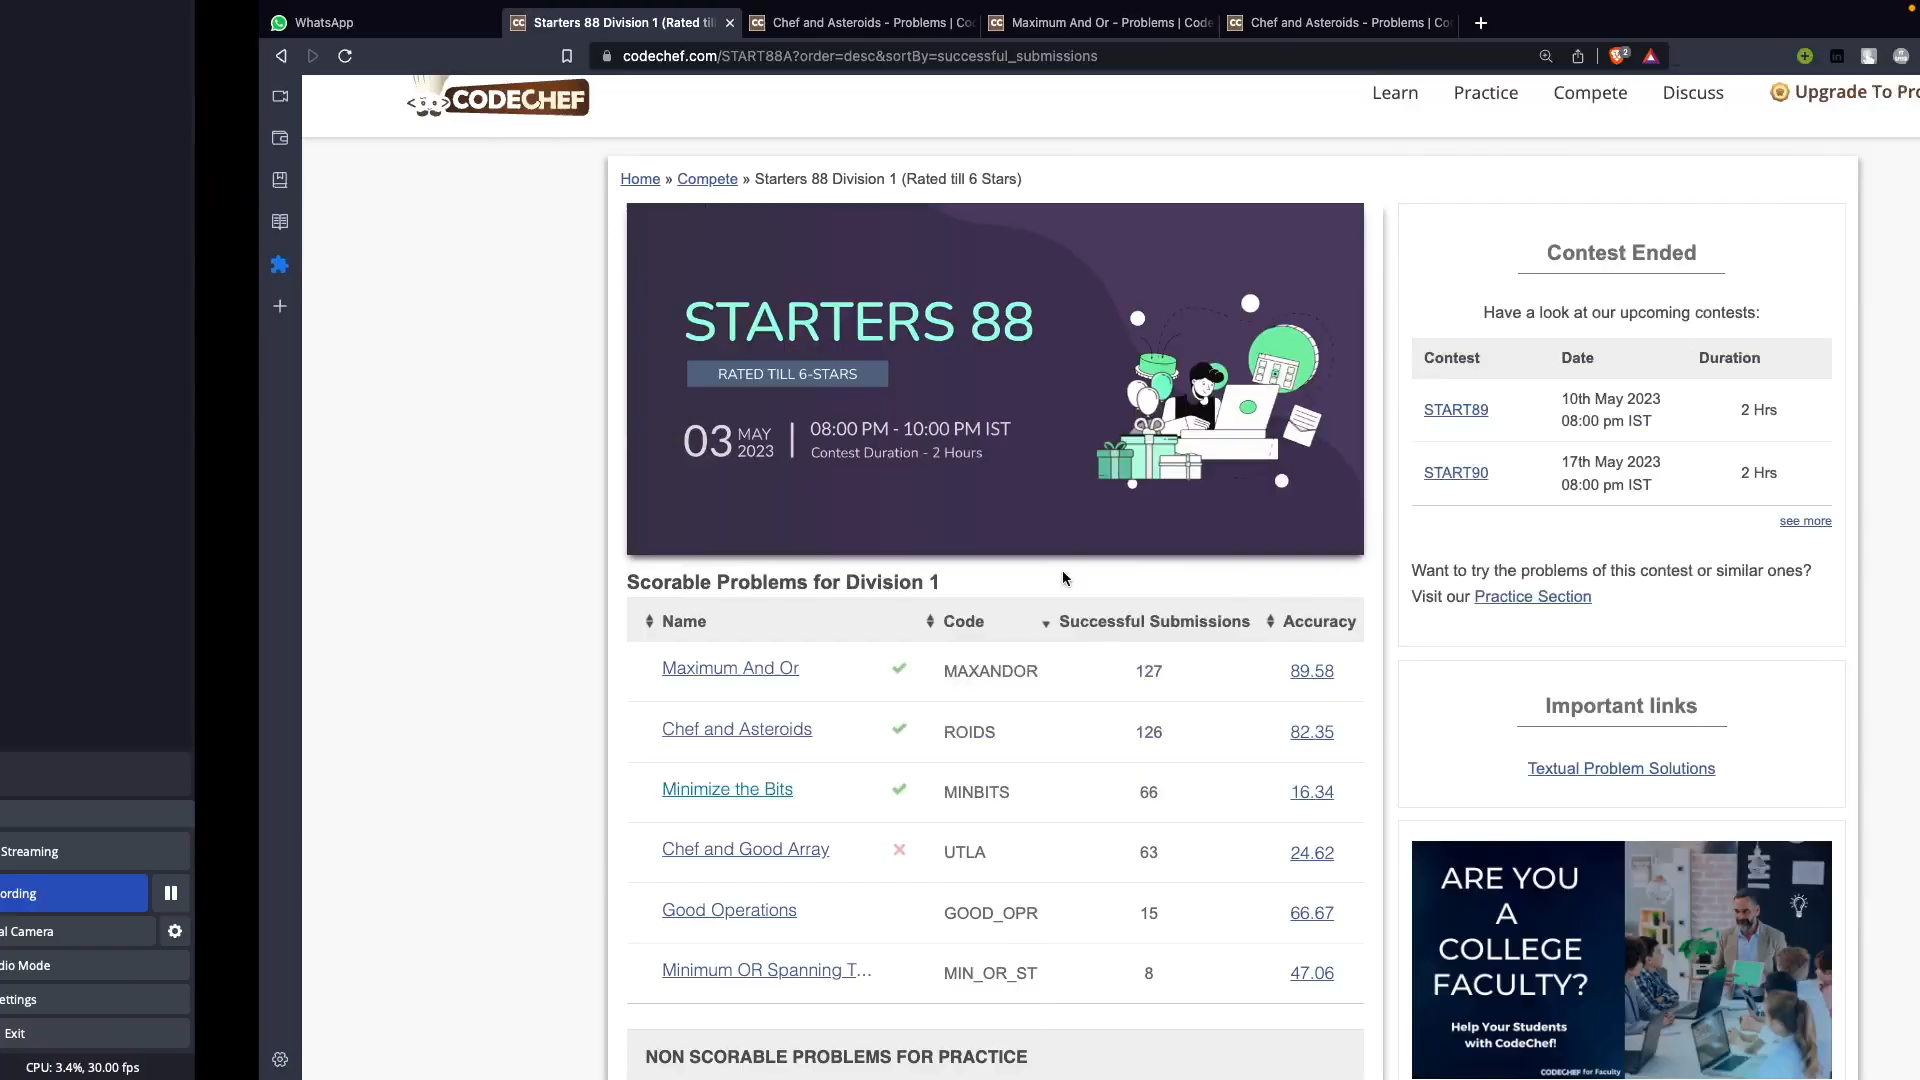 WhatsApp
Starters 88 Division 1 (Rated til
Chef and Asteroids - Problems | Co
Maximum And Or - Problems | Code
Chef and Asteroids - Problems | Co
codechef.com/START88A?order=desc&sortBy=successful_submissions
2
CODECHEF
Learn
Practice
Compete
Discuss
Upgrade To Pro
Home » Compete » Starters 88 Division 1 (Rated till 6 Stars)
STARTERS 88
RATED TILL 6-STARS
03 MAY 2023
08:00 PM - 10:00 PM IST
Contest Duration - 2 Hours
Scorable Problems for Division 1
Name Code Successful Submissions Accuracy
Maximum And Or MAXANDOR 127 89.58
Chef and Asteroids ROIDS 126 82.35
Minimize the Bits MINBITS 66 16.34
Chef and Good Array UTLA 63 24.62
Good Operations GOOD_OPR 15 66.67
Minimum OR Spanning T... MIN_OR_ST 8 47.06
NON SCORABLE PROBLEMS FOR PRACTICE
Contest Ended
Have a look at our upcoming contests:
Contest Date Duration
START89 10th May 2023 08:00 pm IST 2 Hrs
START90 17th May 2023 08:00 pm IST 2 Hrs
see more
Want to try the problems of this contest or similar ones?
Visit our Practice Section
Important links
Textual Problem Solutions
ARE YOU
A
COLLEGE
FACULTY?
Help Your Students
with CodeChef!
CODECHEF for Faculty
Streaming
ording
al Camera
dio Mode
ettings
Exit
CPU: 3.4%, 30.00 fps